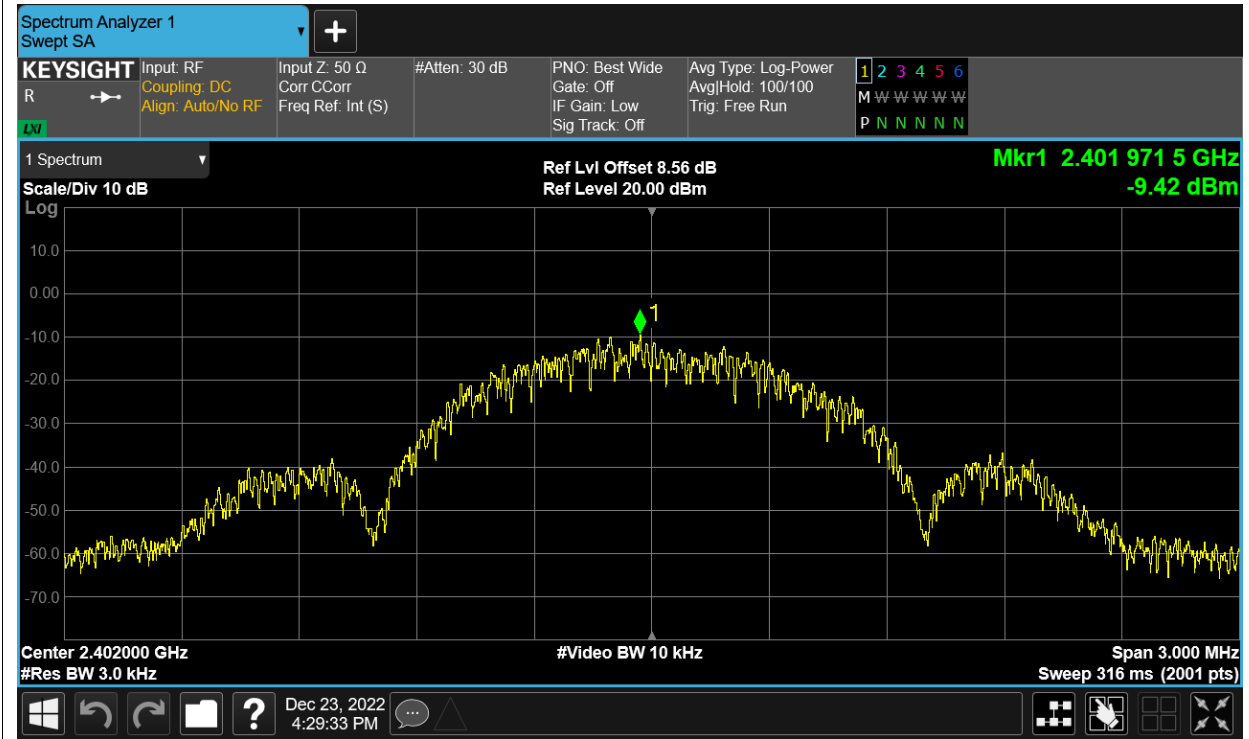 Spectrum Analyzer 1
Swept SA
+
KEYSIGHT
R
LXI
Input: RF
Coupling: DC
Align: Auto/No RF
Input Z: 50 Ω
Corr CCorr
Freq Ref: Int (S)
#Atten: 30 dB
PNO: Best Wide
Gate: Off
IF Gain: Low
Sig Track: Off
Avg Type: Log-Power
Avg|Hold: 100/100
Trig: Free Run
1 2 3 4 5 6
M W W W W W
P N N N N N
1 Spectrum
Scale/Div 10 dB
Log
Ref Lvl Offset 8.56 dB
Ref Level 20.00 dBm
Mkr1 2.401 971 5 GHz
-9.42 dBm
10.0
0.00
-10.0
-20.0
-30.0
-40.0
-50.0
-60.0
-70.0
1
Center 2.402000 GHz
#Res BW 3.0 kHz
#Video BW 10 kHz
Span 3.000 MHz
Sweep 316 ms (2001 pts)
?
Dec 23, 2022
4:29:33 PM